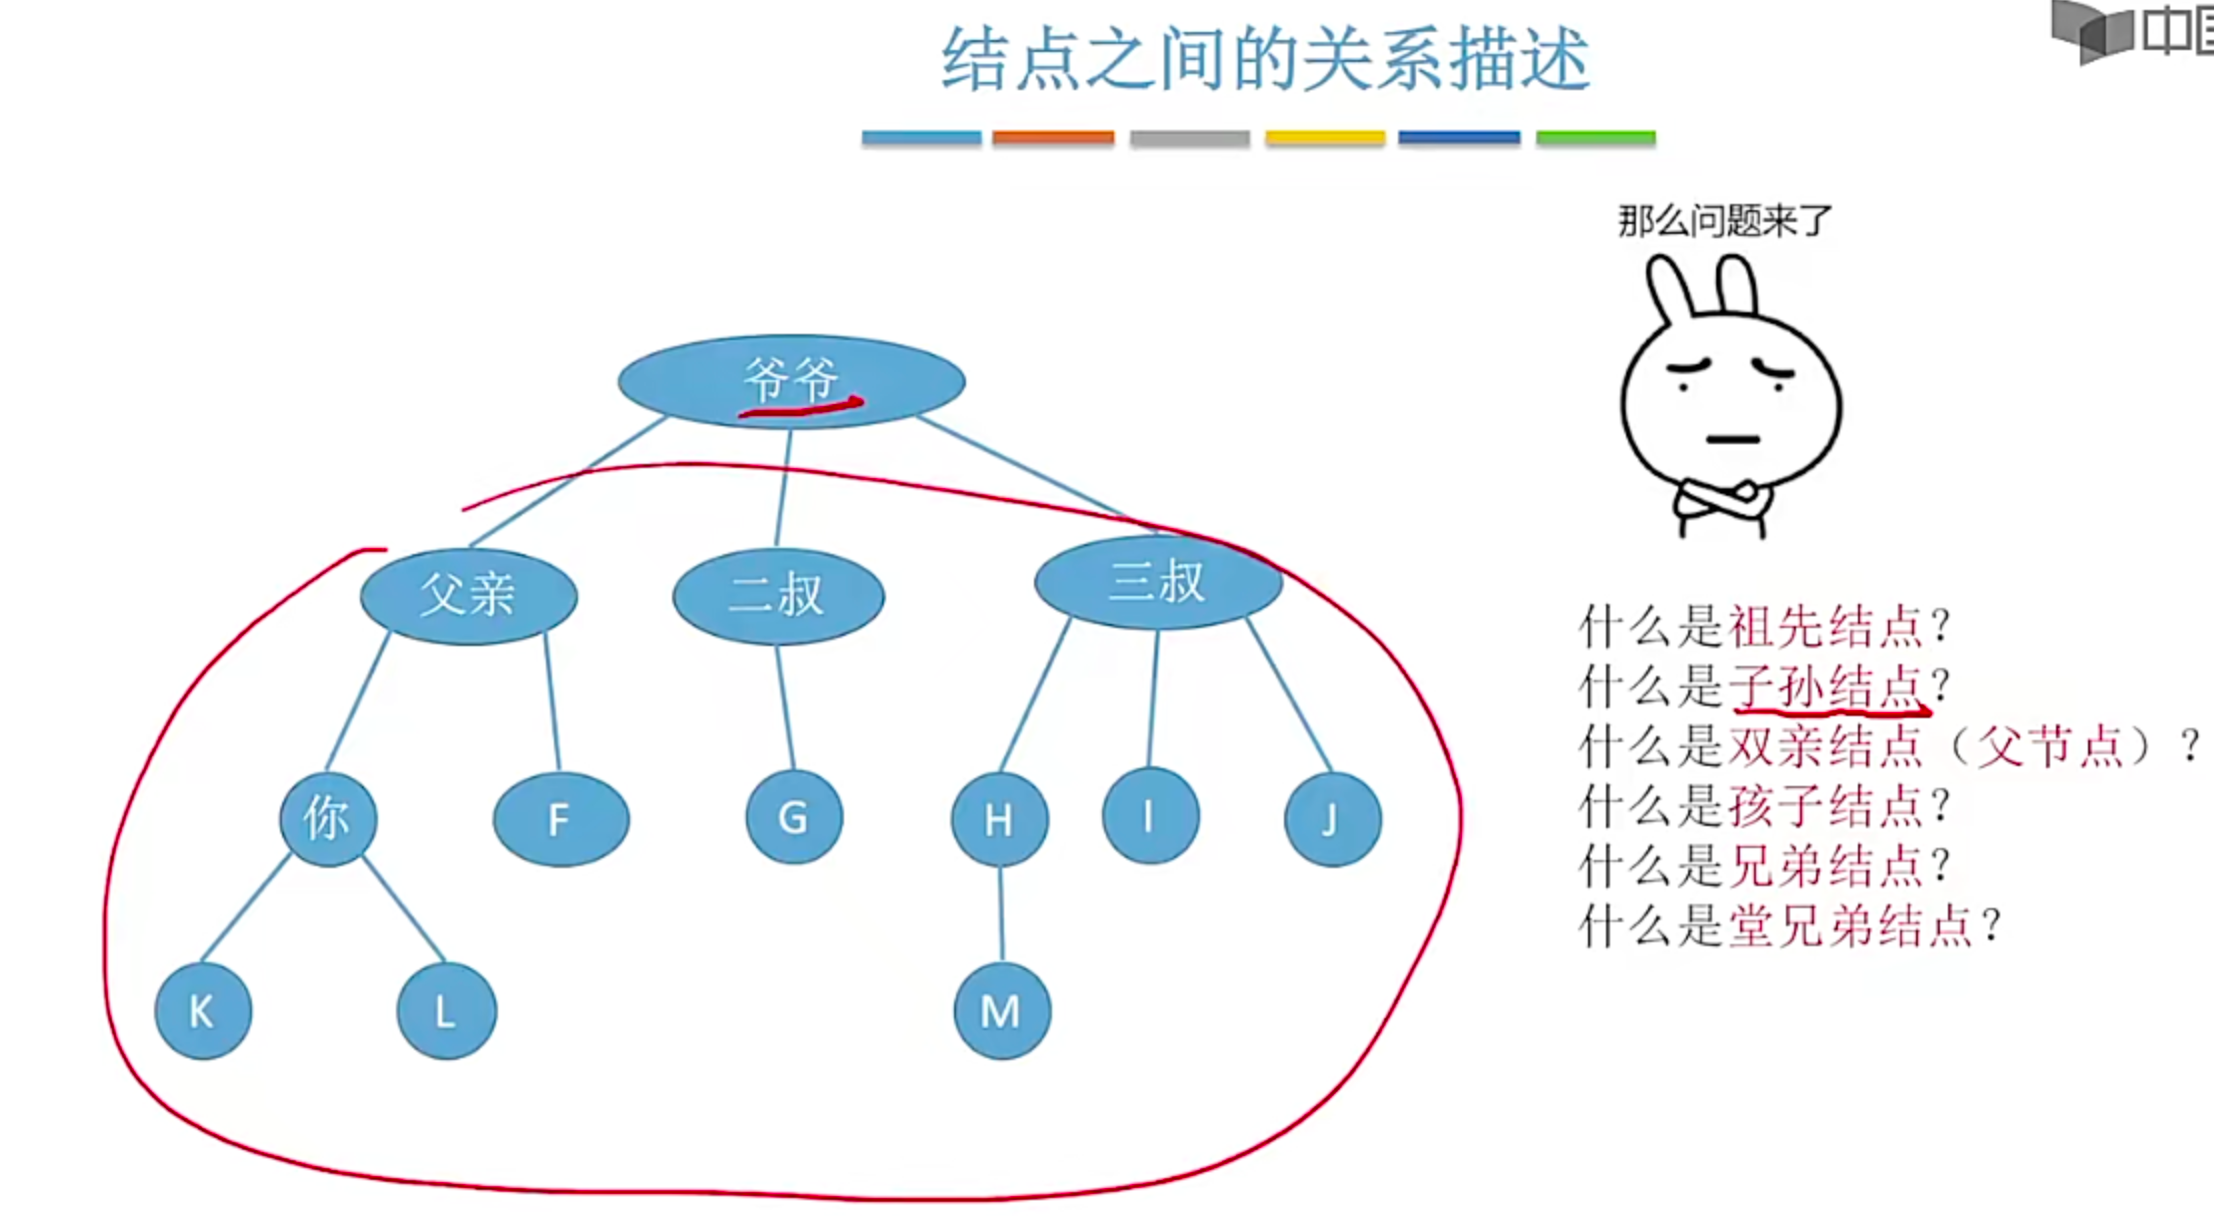 结点之间的关系描述
中国
那么问题来了
爷爷
父亲 二叔 三叔
你 F G H I J
K L M
什么是祖先结点？
什么是子孙结点？
什么是双亲结点（父节点）？
什么是孩子结点？
什么是兄弟结点？
什么是堂兄弟结点？